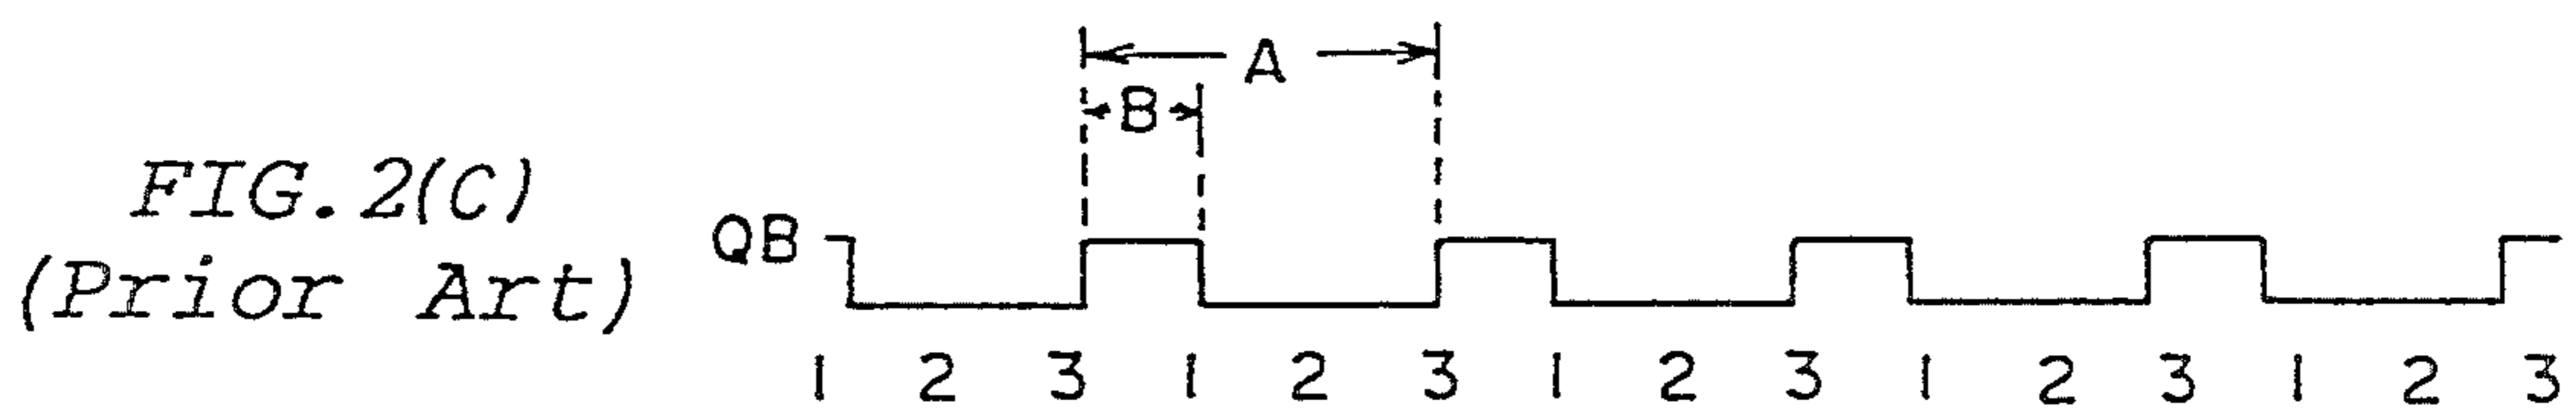 A
B
FIG. 2(C)
(Prior Art)
QB
1 2 3 1 2 3 1 2 3 1 2 3 1 2 3